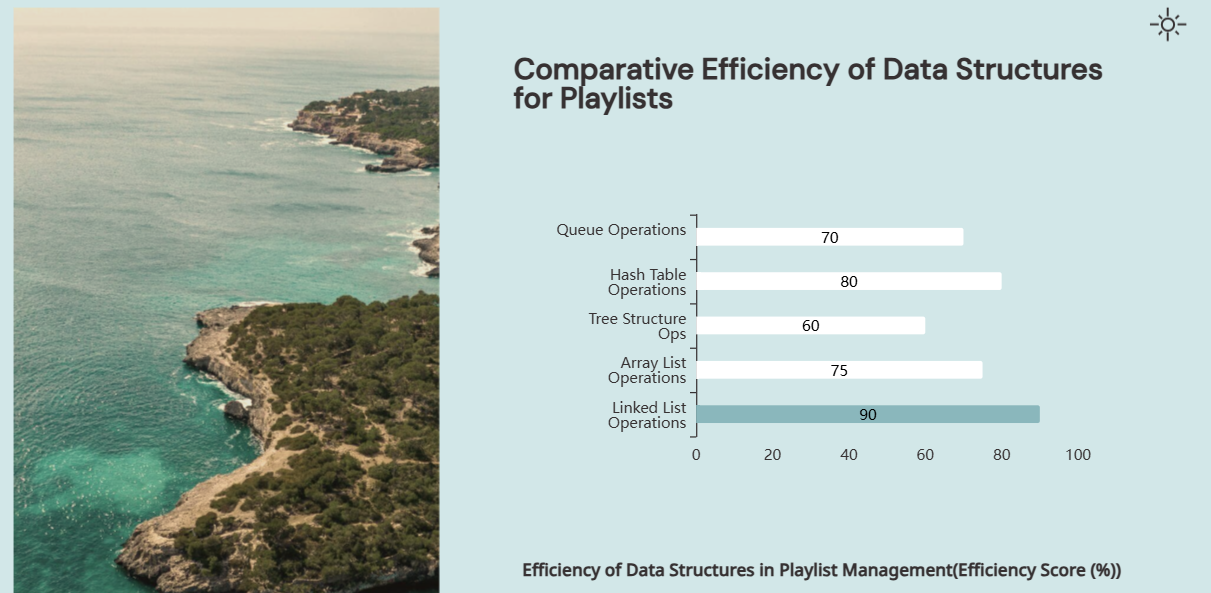 Comparative Efficiency of Data Structures
for Playlists
Queue Operations
70
Hash Table
Operations
80
Tree Structure
Ops
60
Array List
Operations
75
Linked List
Operations
90
0 20 40 60 80 100
Efficiency of Data Structures in Playlist Management(Efficiency Score (%))